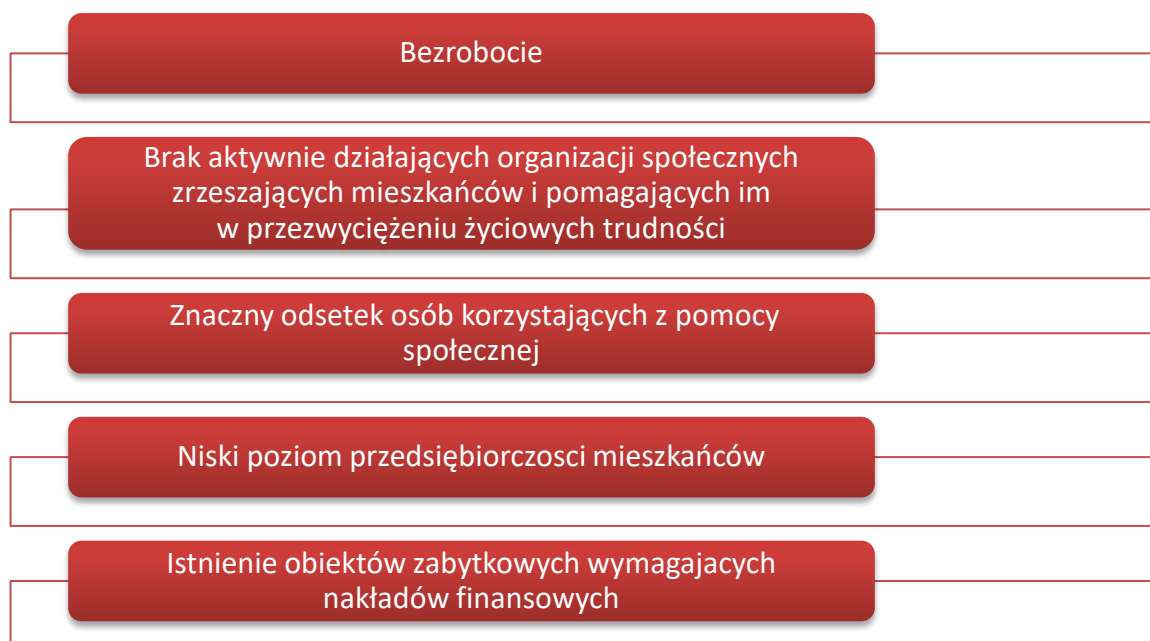 Bezrobocie
Brak aktywnie działających organizacji społecznych
zrzeszających mieszkańców i pomagających im
w przezwyciężeniu życiowych trudności
Znaczny odsetek osób korzystających z pomocy
społecznej
Niski poziom przedsiębiorczosci mieszkańców
Istnienie obiektów zabytkowych wymagajacych
nakładów finansowych